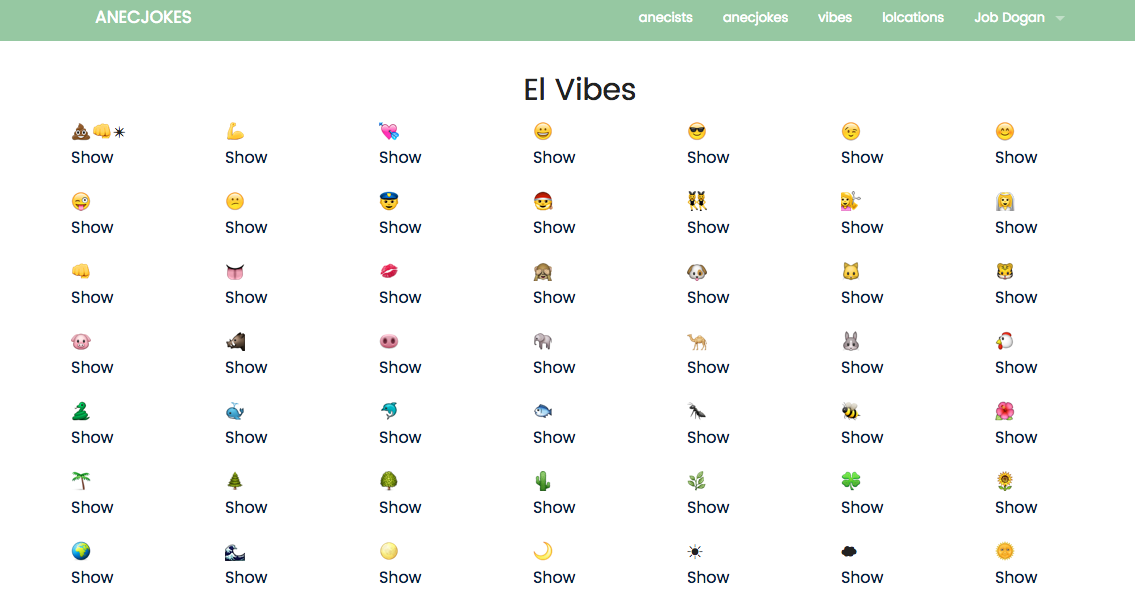 ANECJOKES anecists anecjokes vibes lolcations Job Dogan
El Vibes
💩👊✴ 💪 💘 😀 😎 😉 😊
Show Show Show Show Show Show Show
😜 😕 👮 🎅 👯 💇 👰
Show Show Show Show Show Show Show
👊 👅 💋 🙈 🐶 🐱 🐯
Show Show Show Show Show Show Show
🐷 🐗 🐽 🐘 🐪 🐰 🐔
Show Show Show Show Show Show Show
🐍 🐳 🐬 🐟 🐜 🐝 🌺
Show Show Show Show Show Show Show
🌴 🌲 🌳 🌵 🌿 🍀 🌻
Show Show Show Show Show Show Show
🌍 🌊 🌕 🌙 ☀ ☁ 🌞
Show Show Show Show Show Show Show